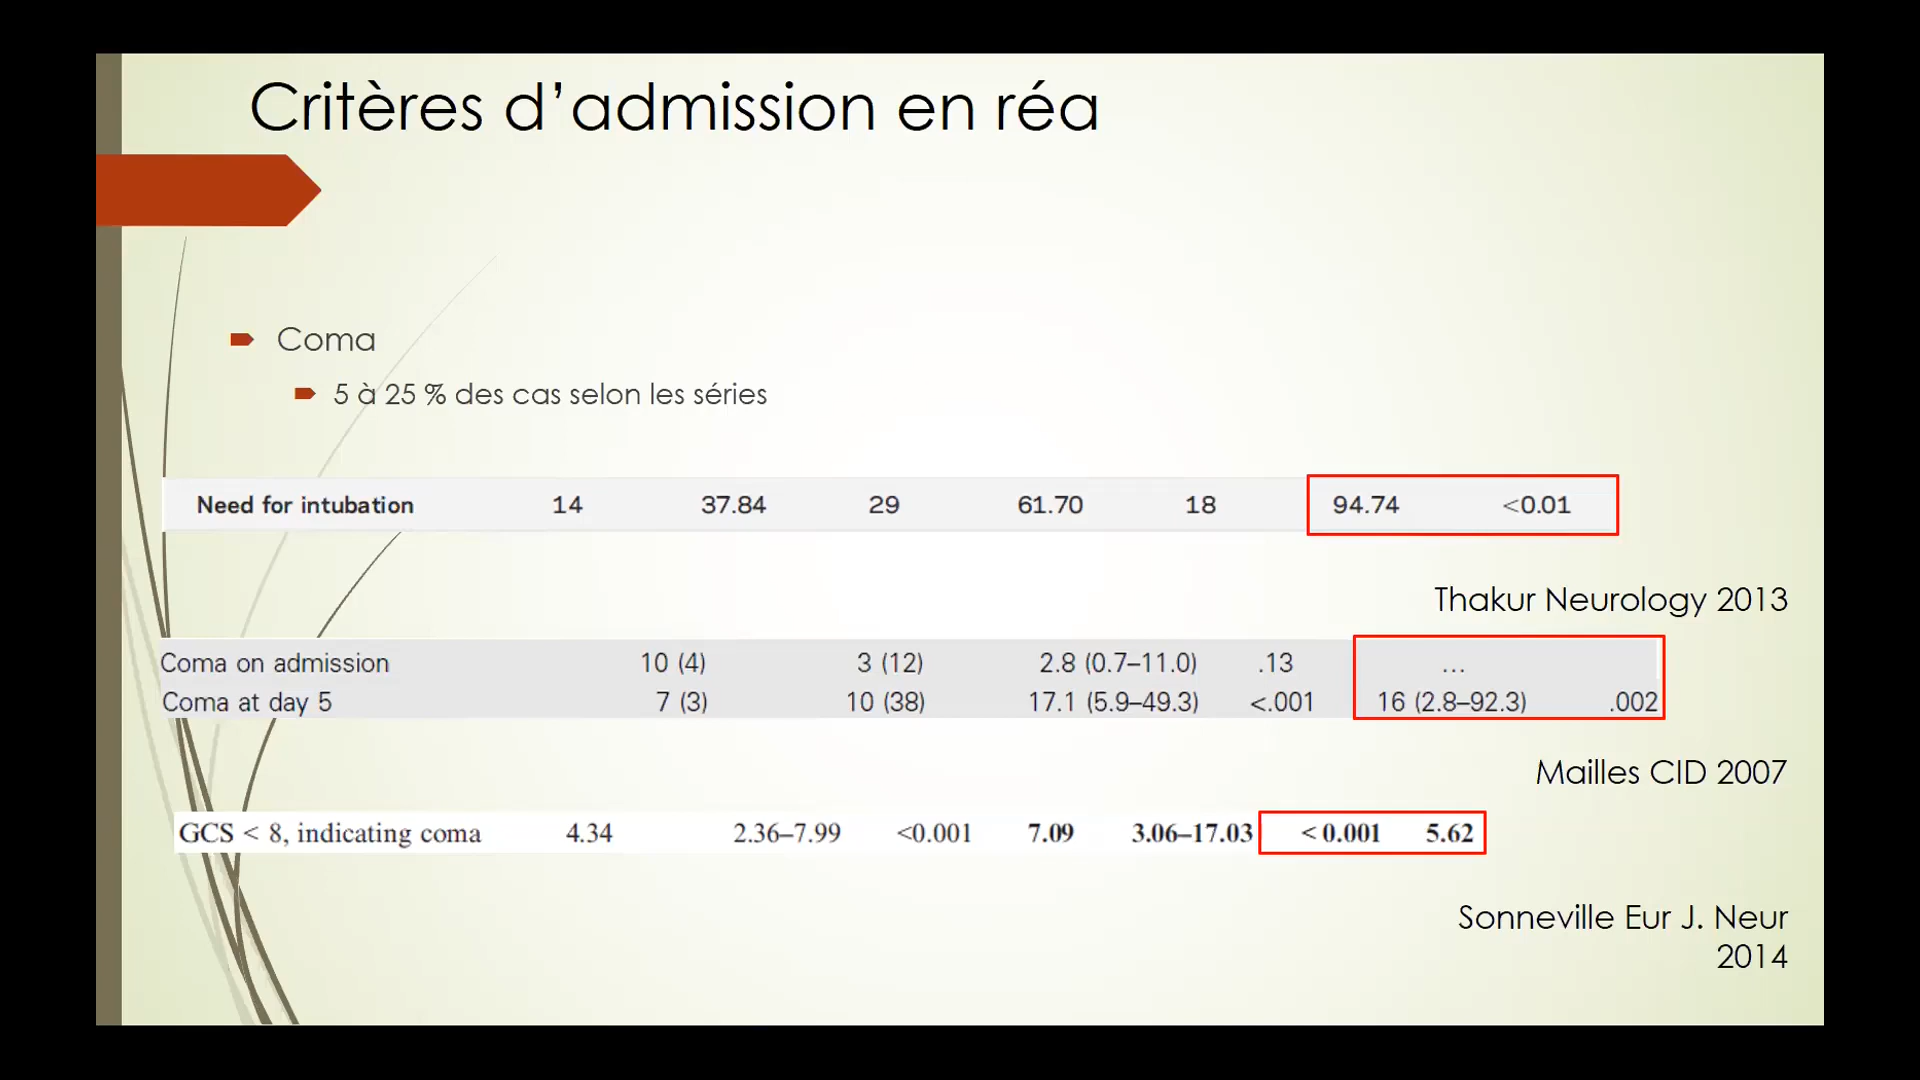 Critères d’admission en réa
Coma
5 à 25 % des cas selon les séries
Need for intubation 14 37.84 29 61.70 18 94.74 <0.01
Thakur Neurology 2013
Coma on admission 10 (4) 3 (12) 2.8 (0.7–11.0) .13 ...
Coma at day 5 7 (3) 10 (38) 17.1 (5.9–49.3) <.001 16 (2.8–92.3) .002
Mailles CID 2007
GCS < 8, indicating coma 4.34 2.36–7.99 <0.001 7.09 3.06–17.03 < 0.001 5.62
Sonneville Eur J. Neur
2014